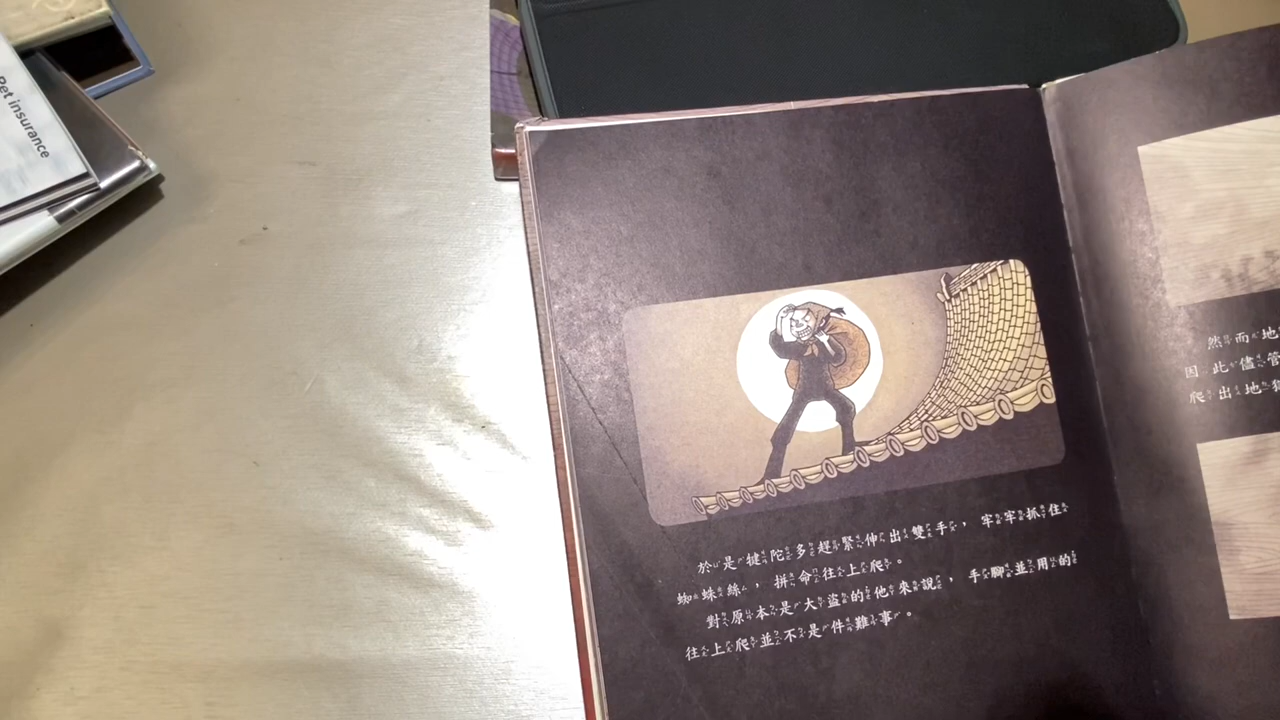 Pet insurance
於是犍陀多趕緊伸出雙手，牢牢抓住
蜘蛛絲，拼命往上爬。
對原本是大盜的他來說，手腳並用的
往上爬並不是件難事。
然而地
因此儘管
爬出地獄